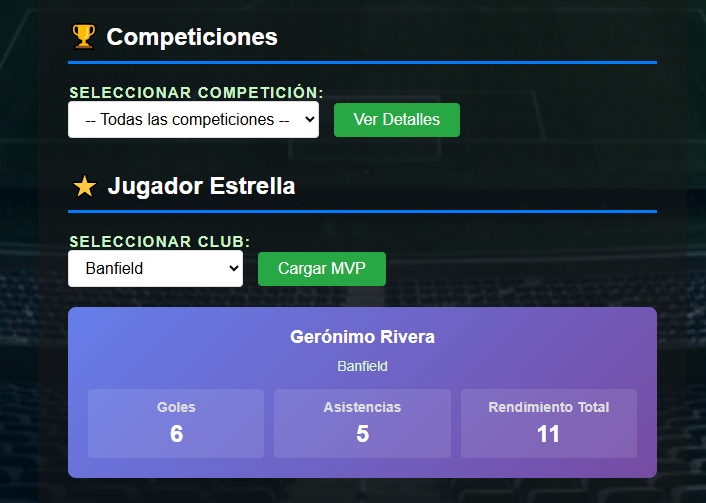 Competiciones
SELECCIONAR COMPETICIÓN:
-- Todas las competiciones --
Ver Detalles
Jugador Estrella
SELECCIONAR CLUB:
Banfield
Cargar MVP
Gerónimo Rivera
Banfield
Goles
6
Asistencias
5
Rendimiento Total
11